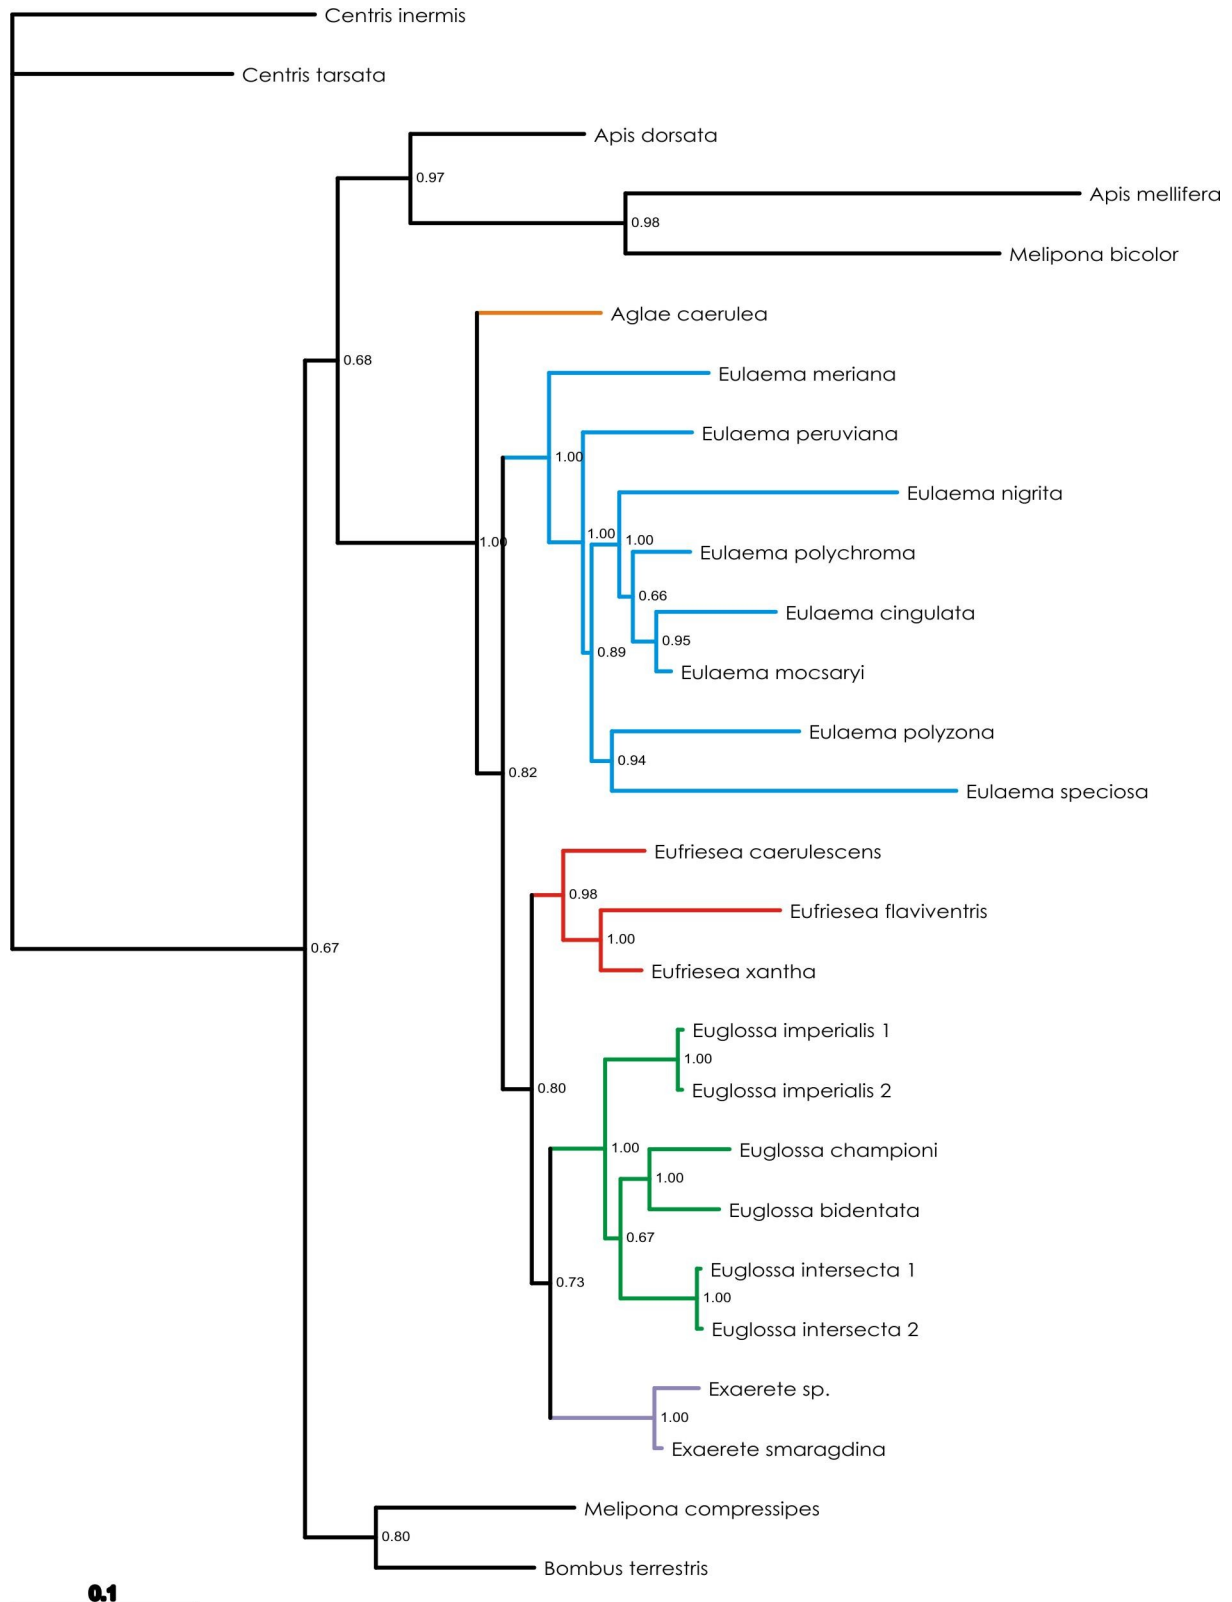 Centris inermis
Centris tarsata
Apis dorsata
0.97
Apis mellifera
0.98
Melipona bicolor
Aglae caerulea
0.68
Eulaema meriana
Eulaema peruviana
1.00
Eulaema nigrita
1.00
1.00
1.00
Eulaema polychroma
0.66
Eulaema cingulata
0.95
0.89
Eulaema mocsaryi
Eulaema polyzona
0.94
0.82
Eulaema speciosa
Eufriesea caerulescens
0.98
Eufriesea flaviventris
1.00
0.67
Eufriesea xantha
Euglossa imperialis 1
1.00
0.80
Euglossa imperialis 2
1.00
Euglossa championi
1.00
Euglossa bidentata
0.67
Euglossa intersecta 1
0.73
1.00
Euglossa intersecta 2
Exaerete sp.
1.00
Exaerete smaragdina
Melipona compressipes
0.80
Bombus terrestris
0.1